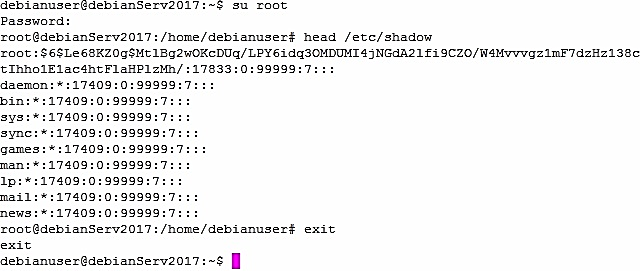 debianuser@debianServ2017:~$ su root
Password:
root@debianServ2017:/home/debianuser# head /etc/shadow
root:$6$Le68KZ0g$MtlBg2wOKcDUq/LPY6idq3OMDUMI4jNGdA2lfi9CZO/W4Mvvvgz1mF7dzHz138c
tIhho1E1ac4htFlaHPlzMh/:17833:0:99999:7:::
daemon:*:17409:0:99999:7:::
bin:*:17409:0:99999:7:::
sys:*:17409:0:99999:7:::
sync:*:17409:0:99999:7:::
games:*:17409:0:99999:7:::
man:*:17409:0:99999:7:::
lp:*:17409:0:99999:7:::
mail:*:17409:0:99999:7:::
news:*:17409:0:99999:7:::
root@debianServ2017:/home/debianuser# exit
exit
debianuser@debianServ2017:~$